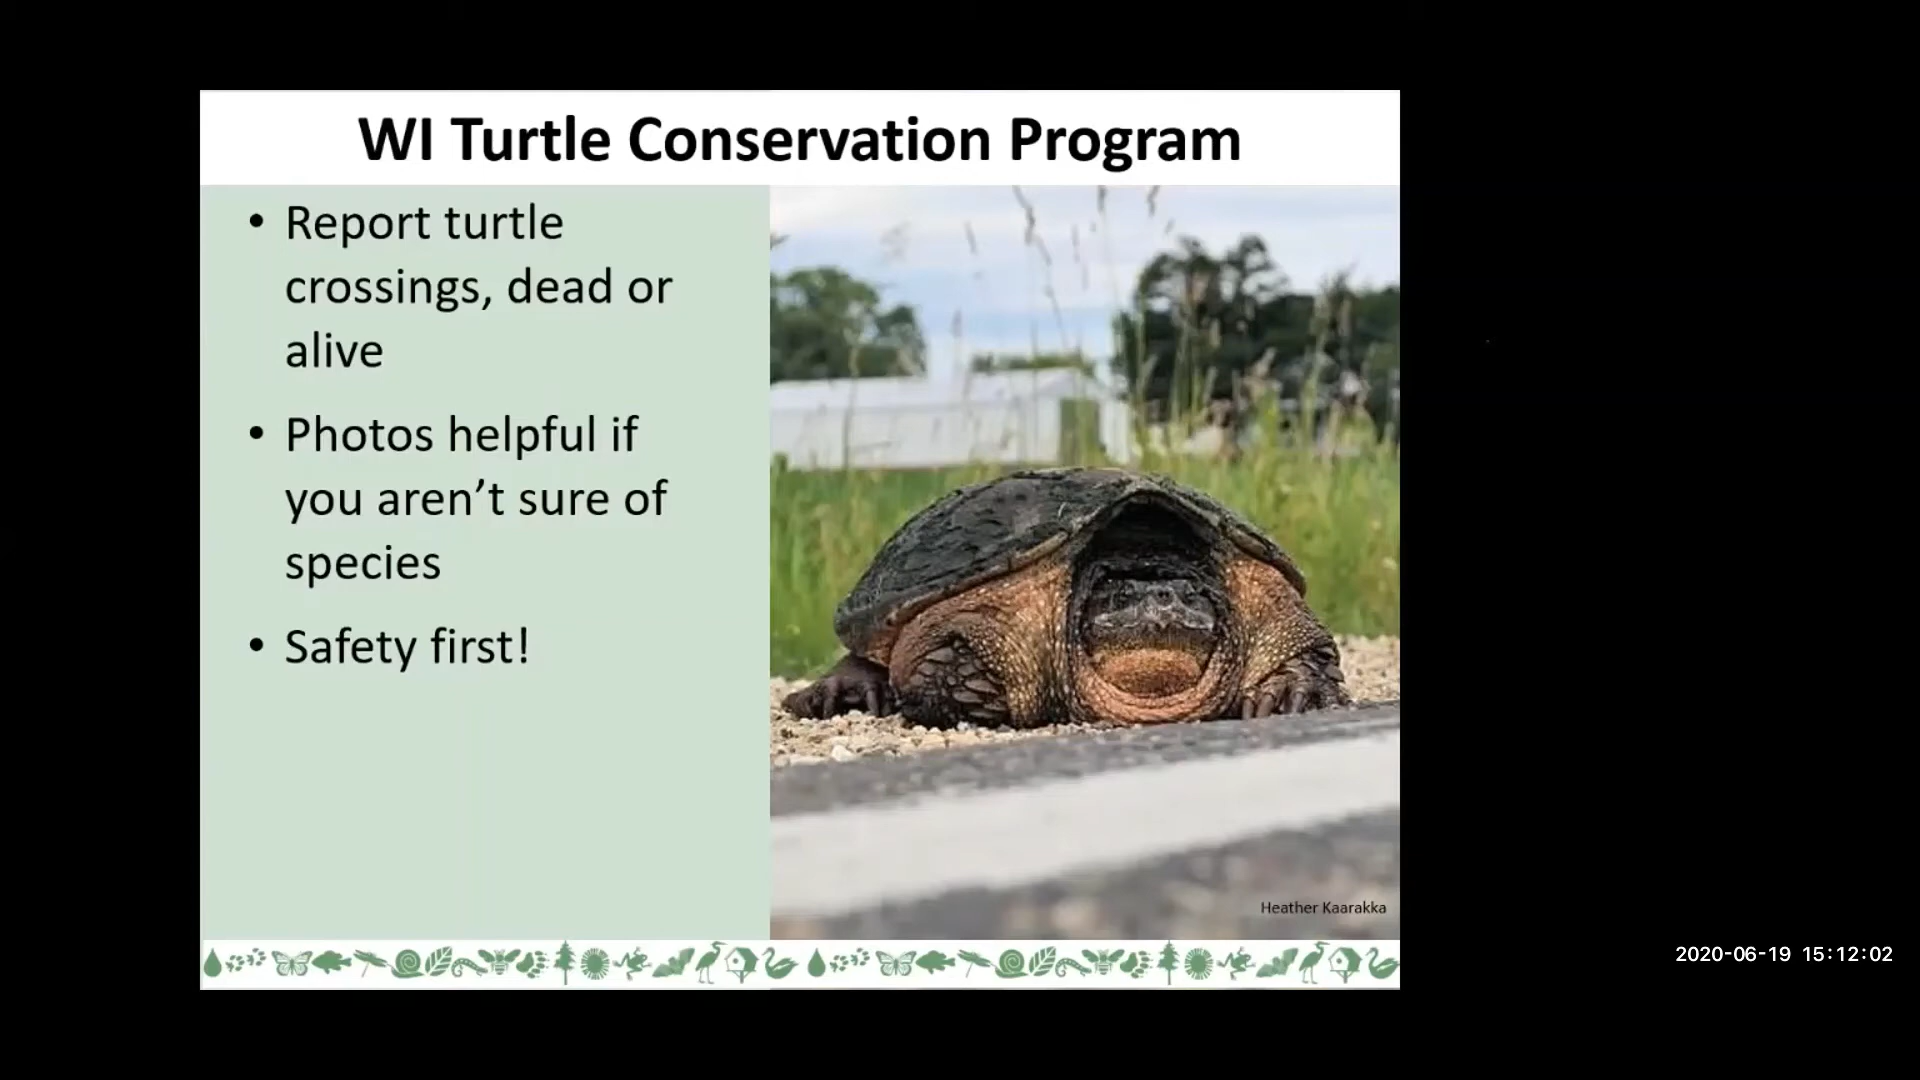 WI Turtle Conservation Program
• Report turtle
crossings, dead or
alive
• Photos helpful if
you aren’t sure of
species
• Safety first!
Heather Kaarakka
2020-06-19 15:12:02